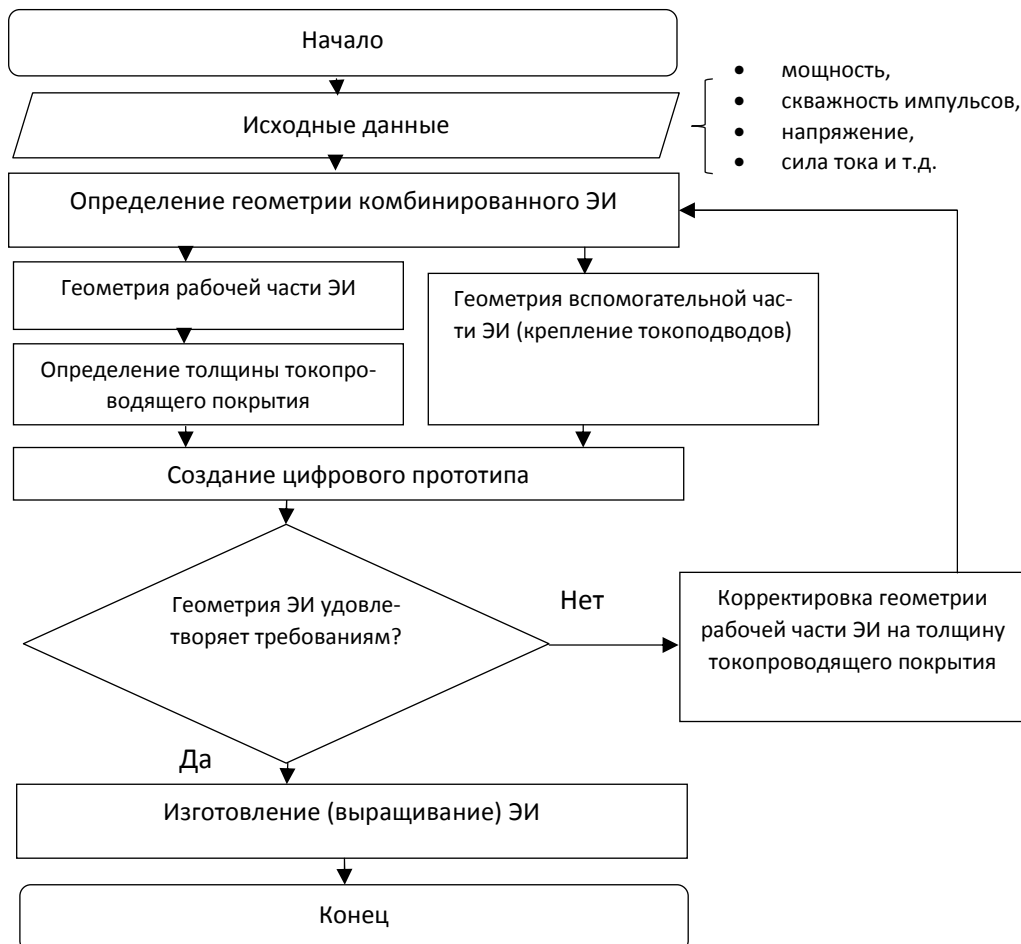 Начало
Исходные данные
• мощность,
• скважность импульсов,
• напряжение,
• сила тока и т.д.
Определение геометрии комбинированного ЭИ
Геометрия рабочей части ЭИ
Геометрия вспомогательной час-
ти ЭИ (крепление токоподводов)
Определение толщины токопро-
водящего покрытия
Создание цифрового прототипа
Геометрия ЭИ удовле-
творяет требованиям?
Нет
Корректировка геометрии
рабочей части ЭИ на толщину
токопроводящего покрытия
Да
Изготовление (выращивание) ЭИ
Конец